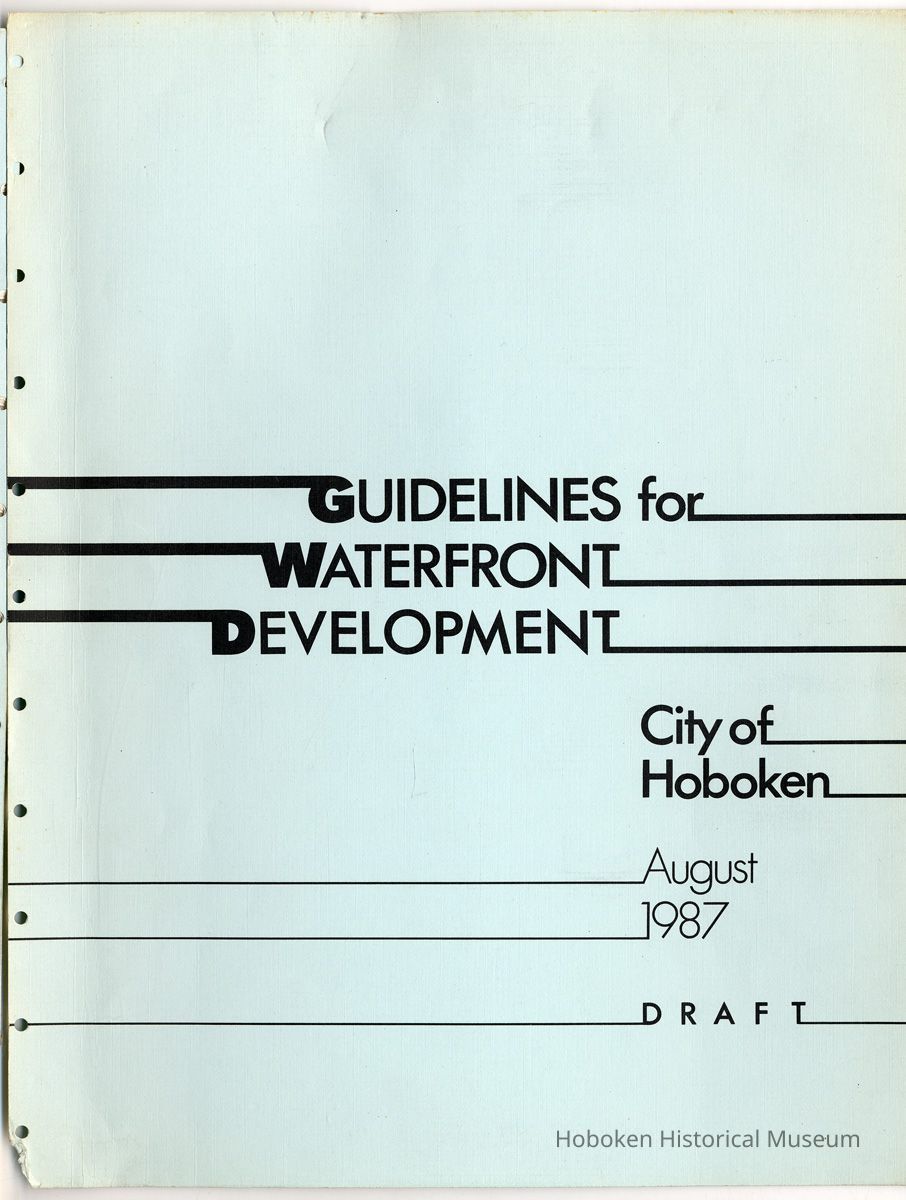 GUIDELINES for
WATERFRONT
DEVELOPMENT
City of
Hoboken
August
1987
DRAFT
Hoboken Historical Museum